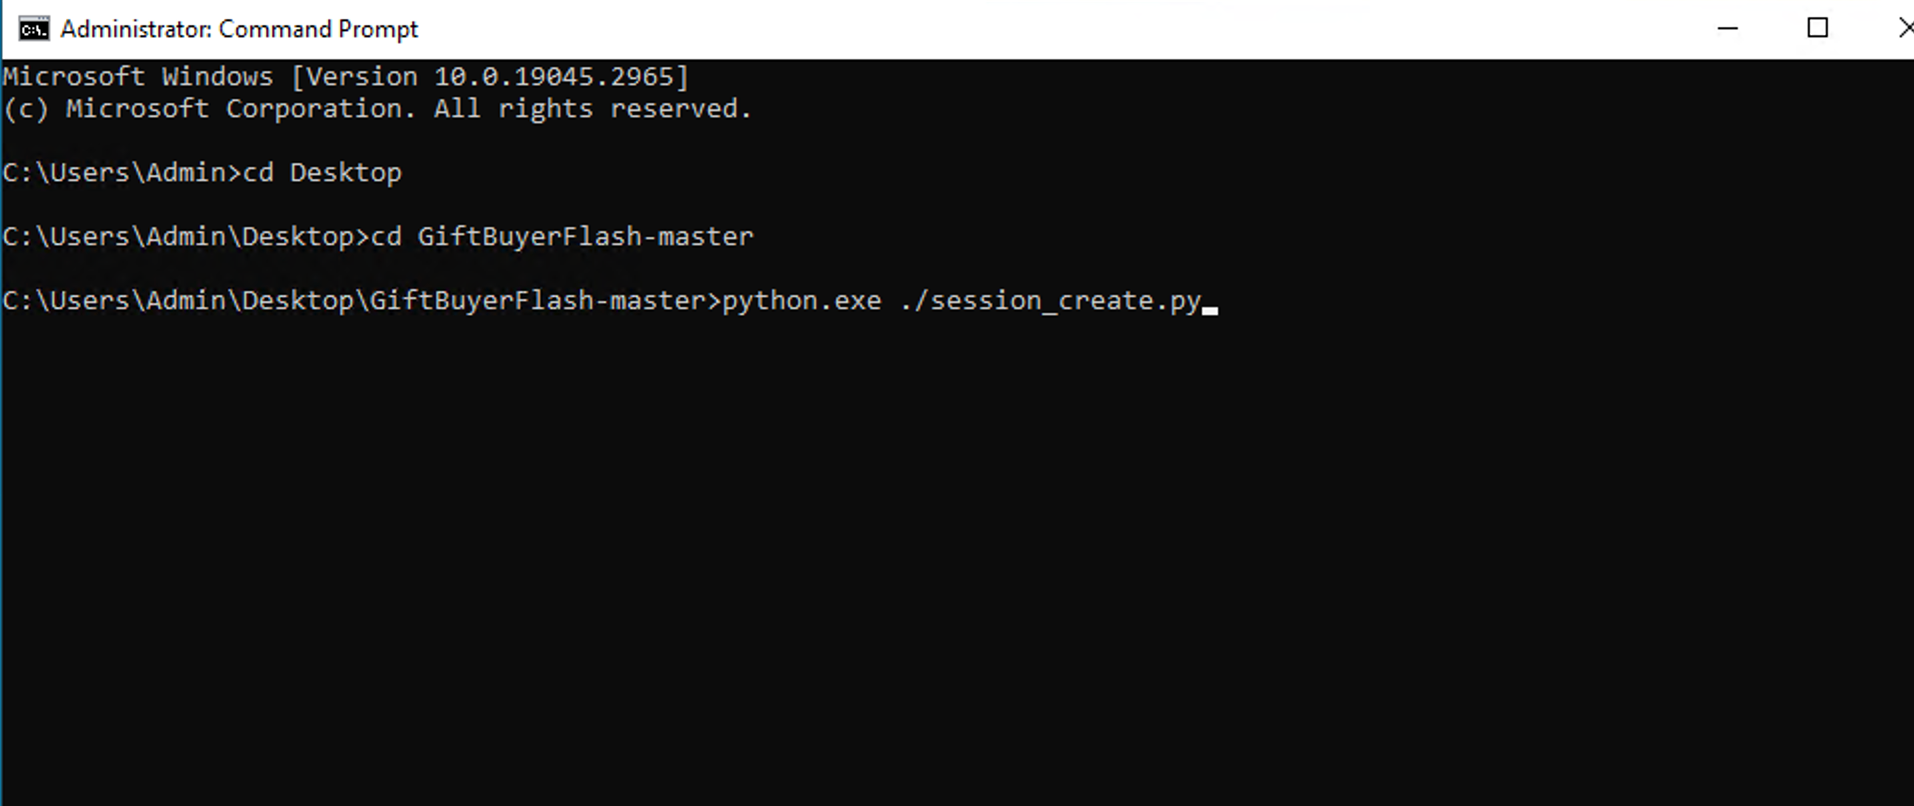 Administrator: Command Prompt
Microsoft Windows [Version 10.0.19045.2965]
(c) Microsoft Corporation. All rights reserved.
C:\Users\Admin>cd Desktop
C:\Users\Admin\Desktop>cd GiftBuyerFlash-master
C:\Users\Admin\Desktop\GiftBuyerFlash-master>python.exe ./session_create.py